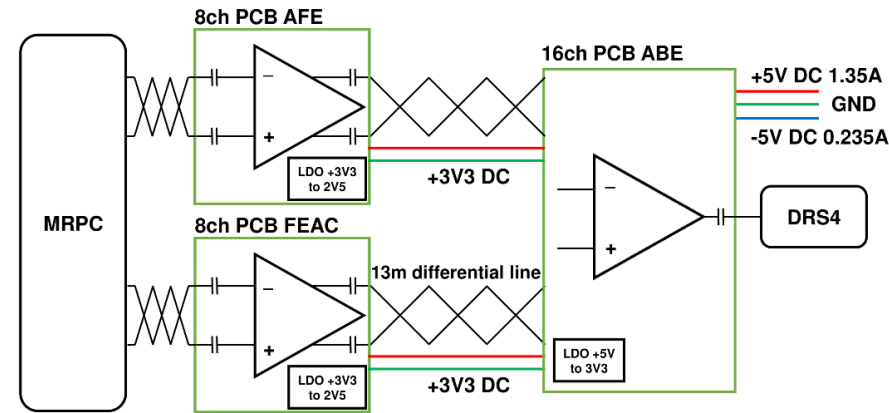 8ch PCB AFE
16ch PCB ABE
+5V DC 1.35A
GND
-5V DC 0.235A
MRPC
−
+
LDO +3V3
to 2V5
+3V3 DC
−
+
DRS4
8ch PCB FEAC
13m differential line
−
+
LDO +3V3
to 2V5
+3V3 DC
LDO +5V
to 3V3